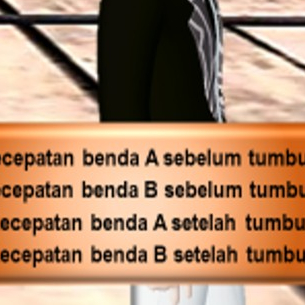 ecepatan benda A sebelum tumbu
ecepatan benda B sebelum tumbu
ecepatan benda A setelah tumbu
ecepatan benda B setelah tumbu